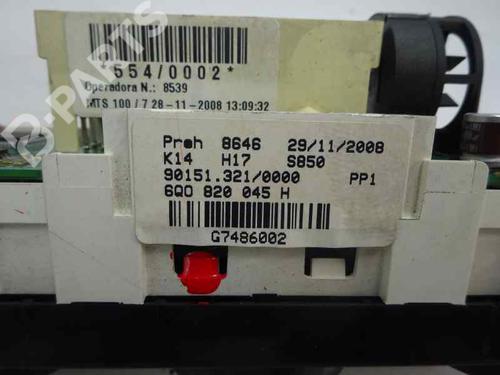 *554/0002*
Operadora N.: 8539
MTS 100 / 7 28-11-2008 13:09:32
Preh 8646 29/11/2008
K14 H17 S850
90151.321/0000 PP1
6Q0 820 045 H
G7486002
B-PARTS